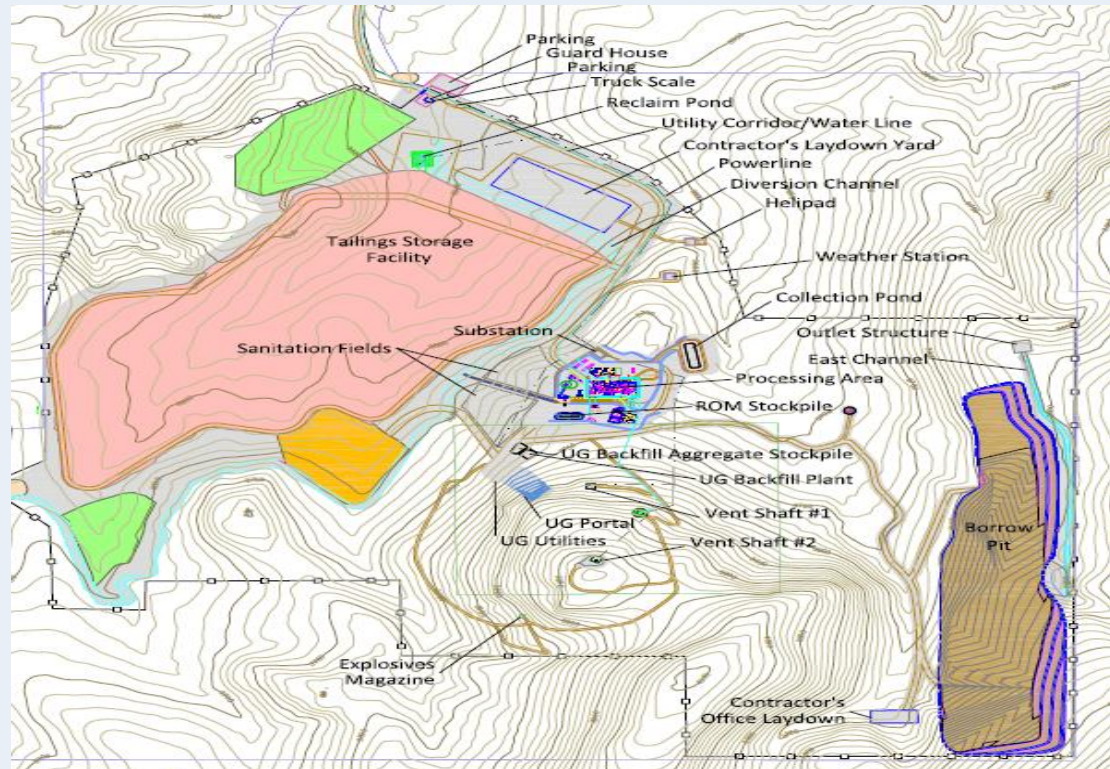 Parking
Guard House
Parking
Truck Scale
Reclaim Pond
Utility Corridor/Water Line
Contractor's Laydown Yard
Powerline
Diversion Channel
Helipad
Tailings Storage
Facility
Weather Station
Collection Pond
Substation
Outlet Structure
Sanitation Fields
East Channel
Processing Area
ROM Stockpile
UG Backfill Aggregate Stockpile
UG Backfill Plant
Vent Shaft #1
UG Portal
Borrow
Pit
UG Utilities
Vent Shaft #2
Explosives
Magazine
Contractor's
Office Laydown